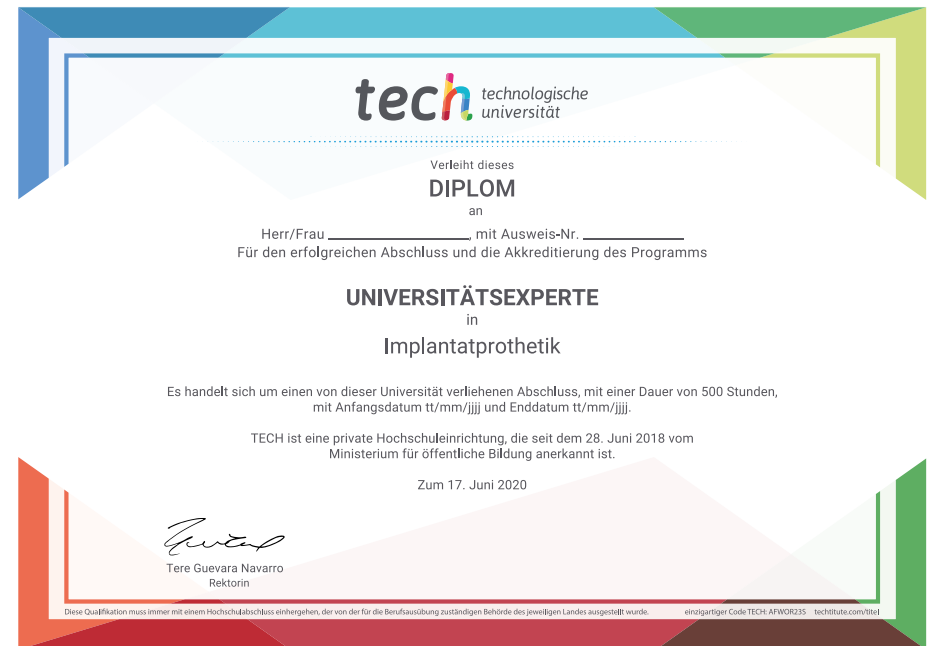 tech technologische
universität
Verleiht dieses
DIPLOM
an
Herr/Frau ____________, mit Ausweis-Nr. ____________
Für den erfolgreichen Abschluss und die Akkreditierung des Programms
UNIVERSITÄTSEXPERTE
in
Implantatprothetik
Es handelt sich um einen von dieser Universität verliehenen Abschluss, mit einer Dauer von 500 Stunden,
mit Anfangsdatum tt/mm/jjjj und Enddatum tt/mm/jjjj.
TECH ist eine private Hochschuleinrichtung, die seit dem 28. Juni 2018 vom
Ministerium für öffentliche Bildung anerkannt ist.
Zum 17. Juni 2020
Tere Guevara Navarro
Rektorin
Diese Qualifikation muss immer mit einem Hochschulabschluss einhergehen, der von der für die Berufsausübung zuständigen Behörde des jeweiligen Landes ausgestellt wurde. einzigartiger Code TECH: AFWOR23S techtitute.com/titel